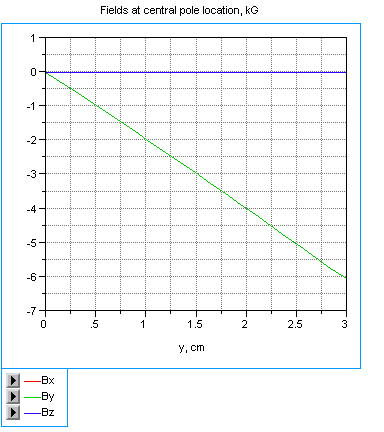 Fields at central pole location, kG
1
0
-1
-2
-3
-4
-5
-6
-7
0 .5 1 1.5 2 2.5 3
y, cm
Bx
By
Bz